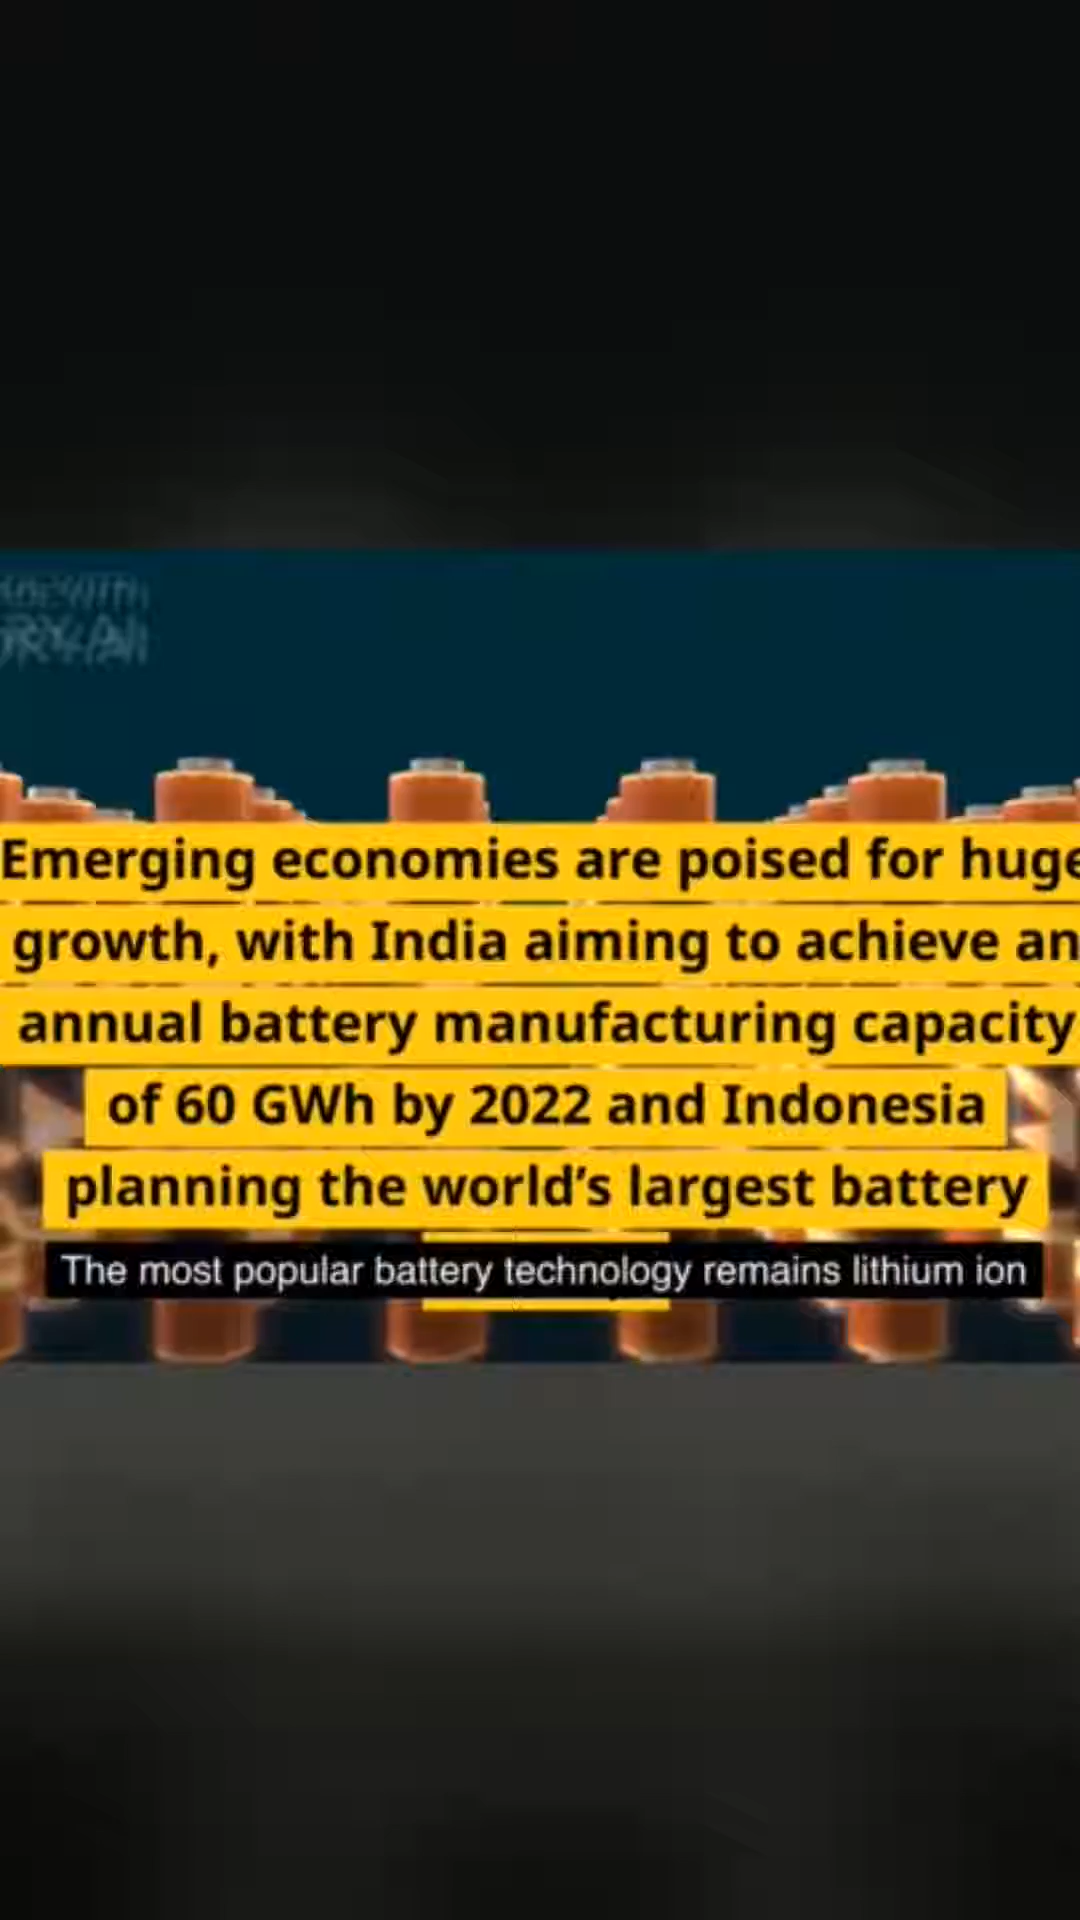 Emerging economies are poised for huge
growth, with India aiming to achieve an
annual battery manufacturing capacity
of 60 GWh by 2022 and Indonesia
planning the world’s largest battery
The most popular battery technology remains lithium ion